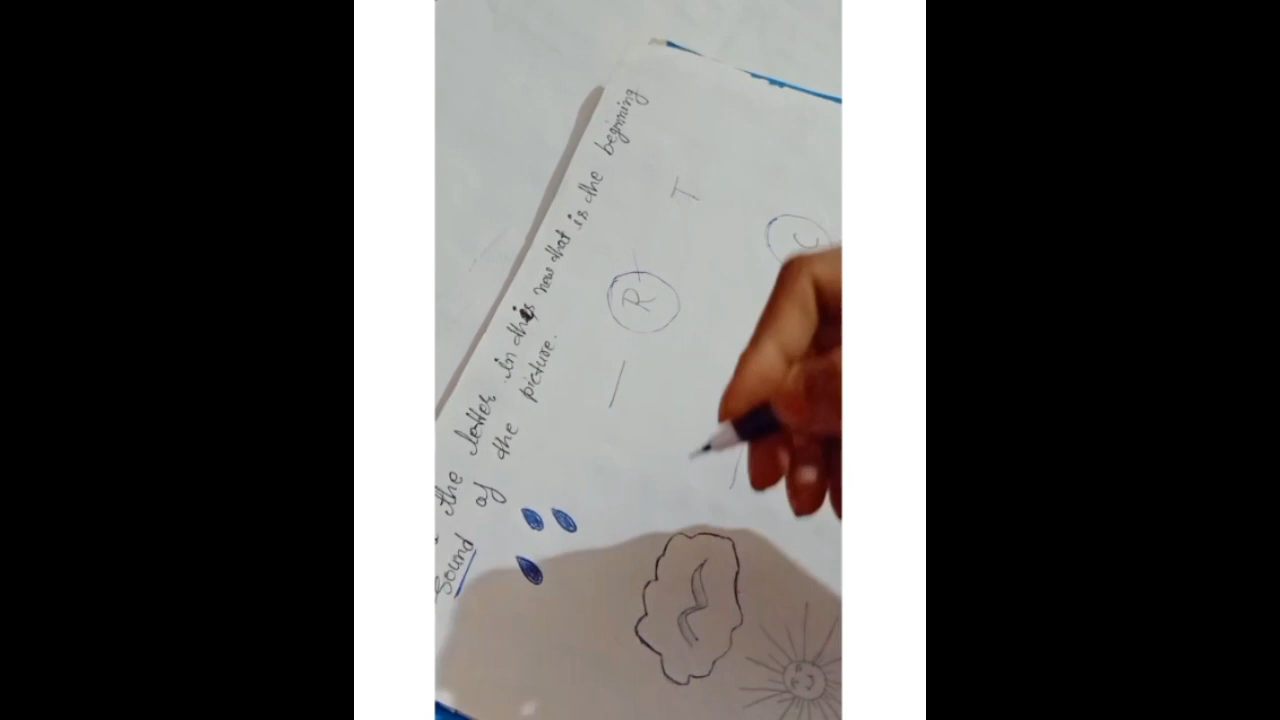 the letter in this row that is the beginning
sound of the picture.
R T
C